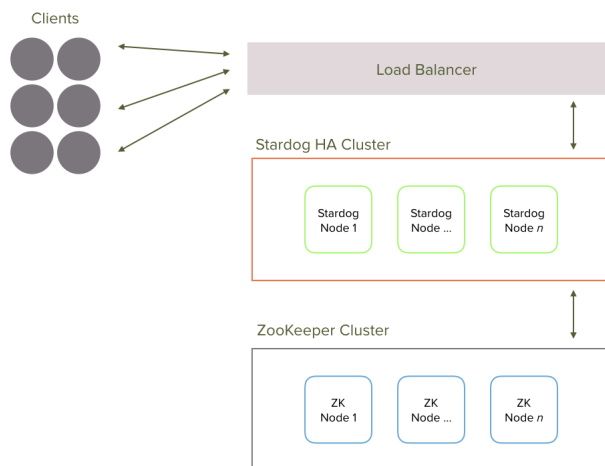 Clients
Load Balancer
Stardog HA Cluster
Stardog
Node 1
Stardog
Node ...
Stardog
Node n
ZooKeeper Cluster
ZK
Node 1
ZK
Node ...
ZK
Node n